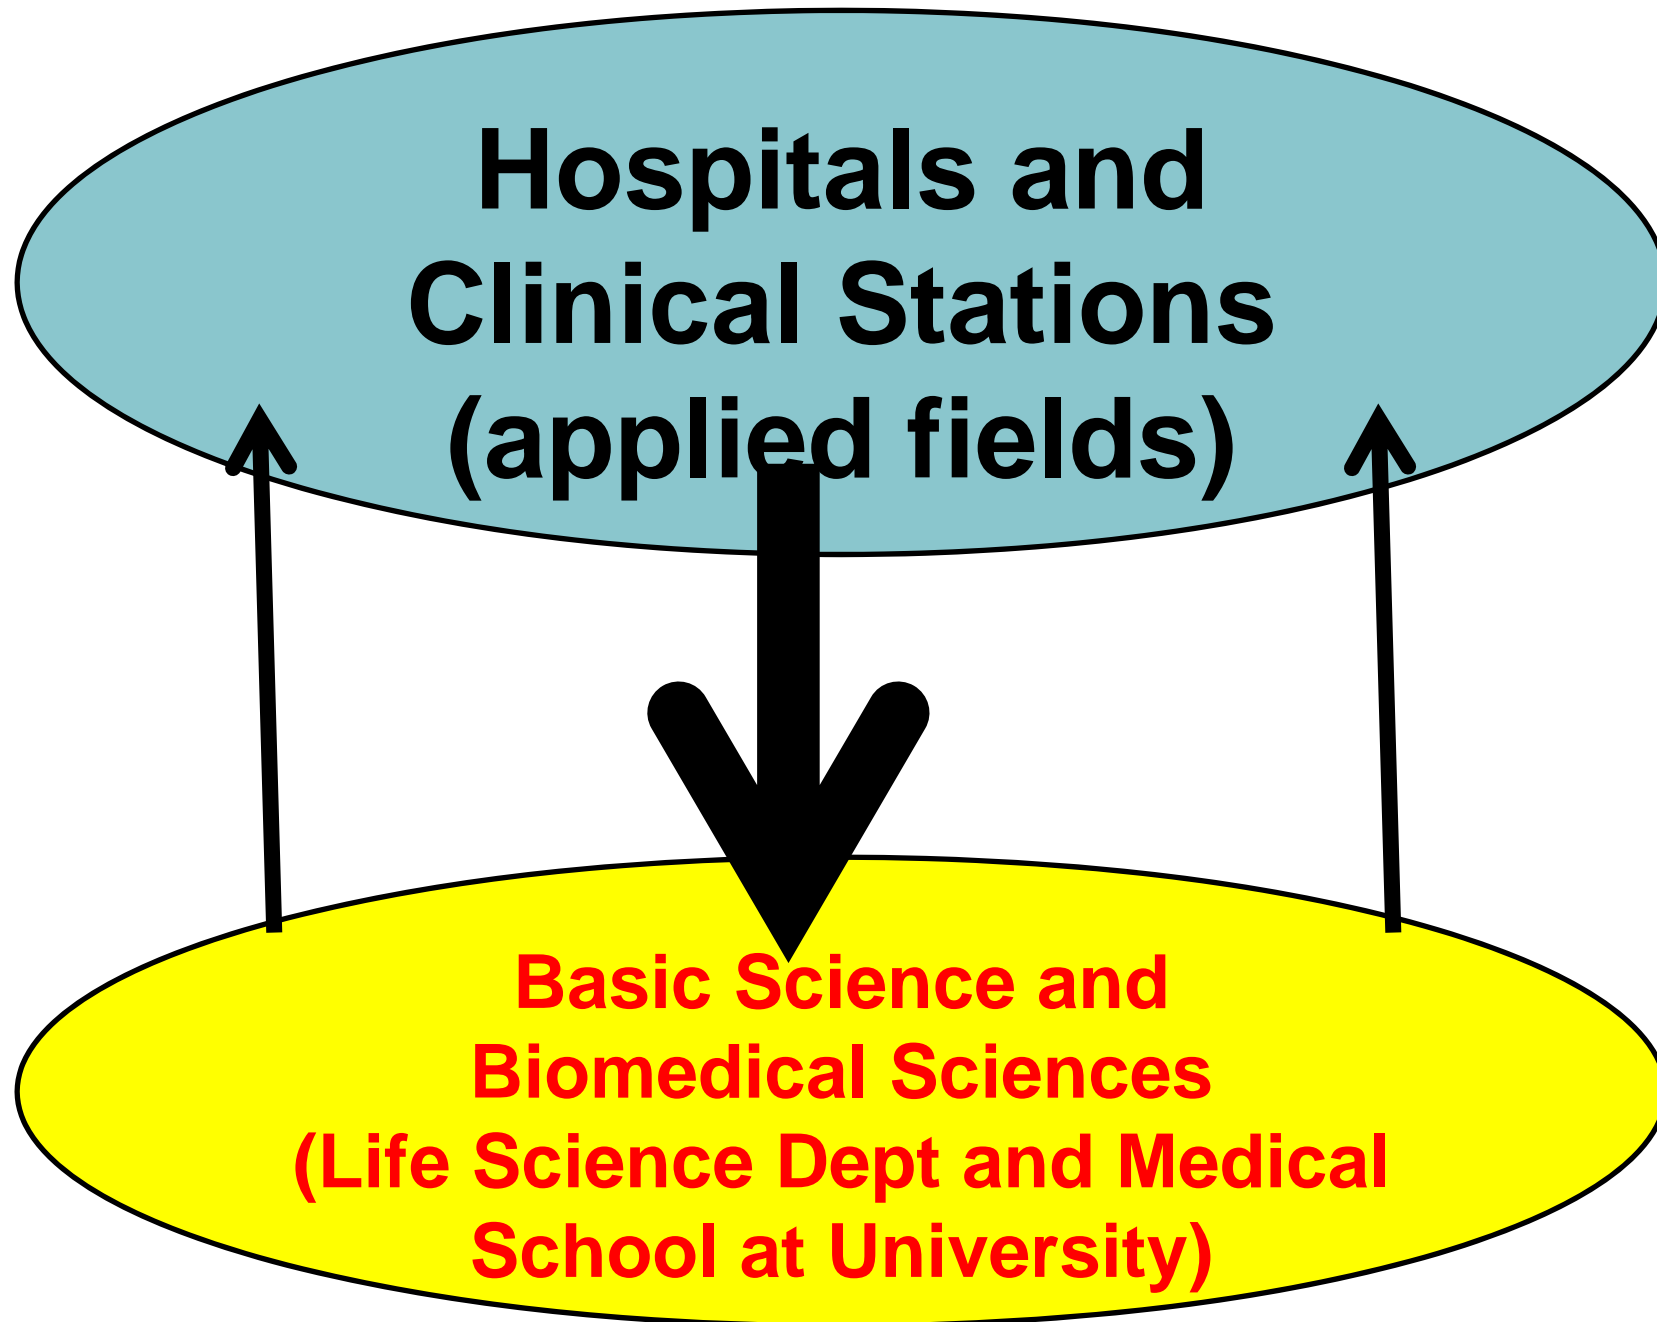 Hospitals and
Clinical Stations
(applied fields)
Basic Science and
Biomedical Sciences
(Life Science Dept and Medical
School at University)